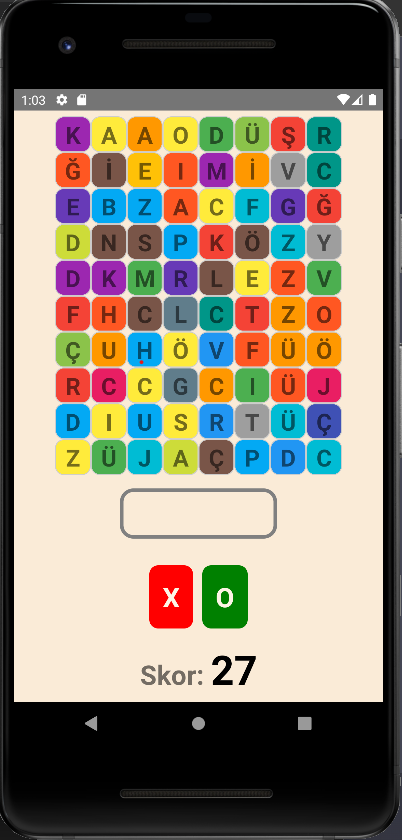 1:03
K A A O D Ü Ş R
Ğ İ E I M İ V C
E B Z A C F G Ğ
D N S P K Ö Z Y
D K M R L E Z V
F H C L C T Z O
Ç U H Ö V F Ü Ö
R C C G C I Ü J
D I U S R T Ü Ç
Z Ü J A Ç P D C
X O
Skor: 27